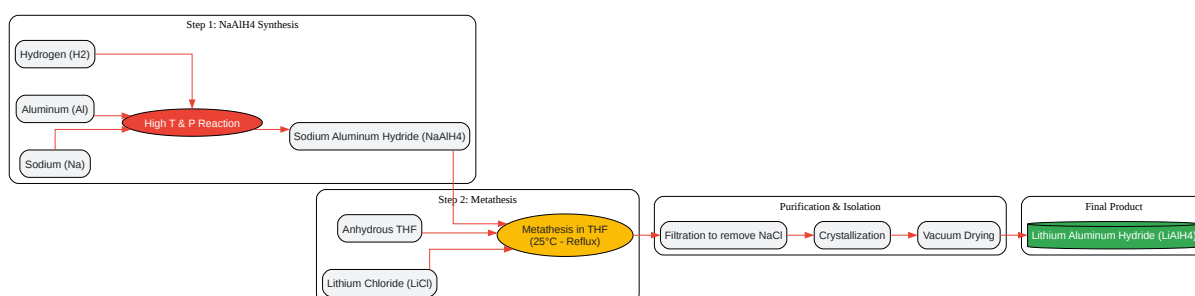 Step 1: NaAlH4 Synthesis
Hydrogen (H2)
Aluminum (Al)
High T & P Reaction
Sodium Aluminum Hydride (NaAlH4)
Sodium (Na)
Step 2: Metathesis
Anhydrous THF
Metathesis in THF
(25°C - Reflux)
Lithium Chloride (LiCl)
Purification & Isolation
Filtration to remove NaCl
Crystallization
Vacuum Drying
Final Product
Lithium Aluminum Hydride (LiAlH4)